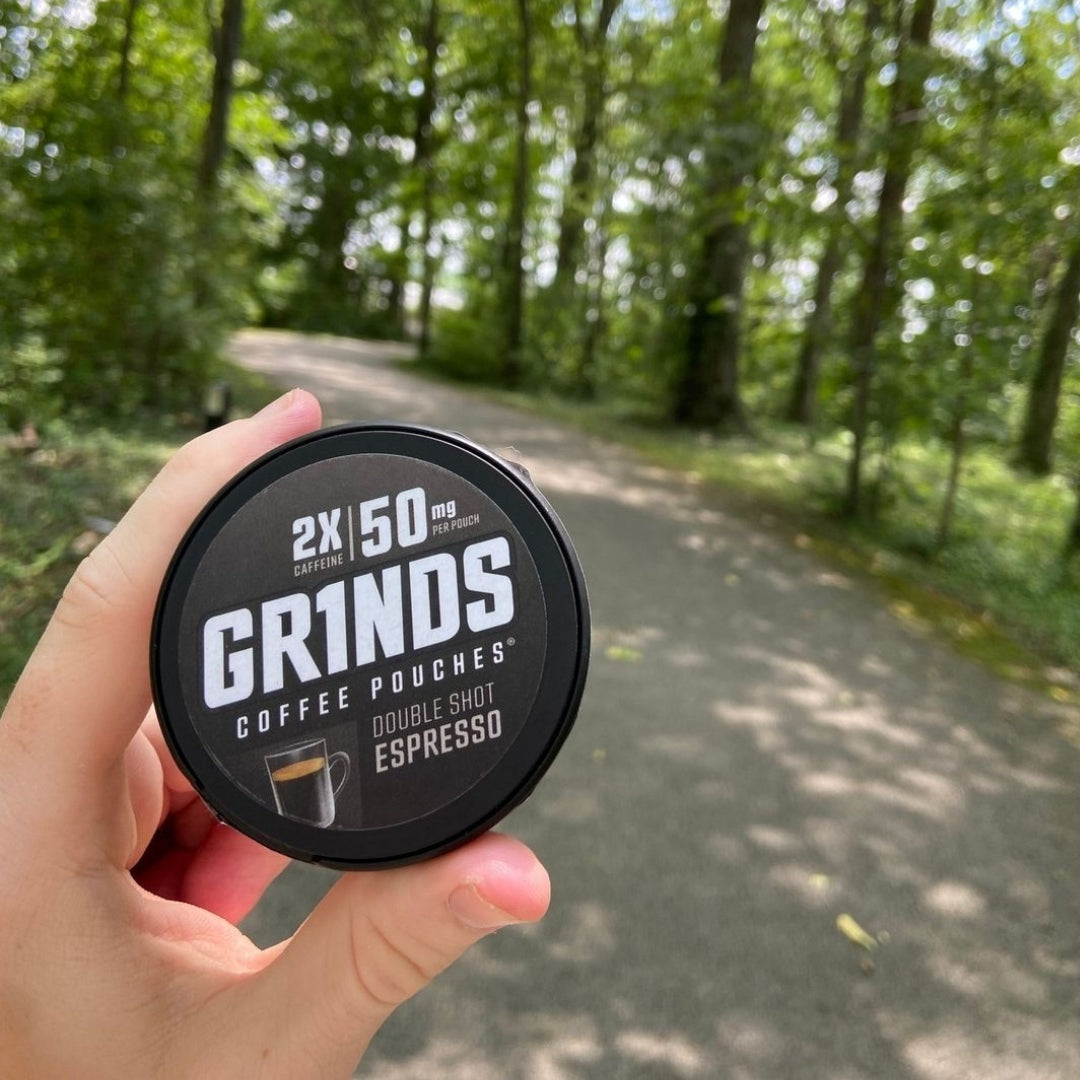 2X | 50 mg
CAFFEINE PER POUCH
GR1NDS
COFFEE POUCHES®
DOUBLE SHOT
ESPRESSO